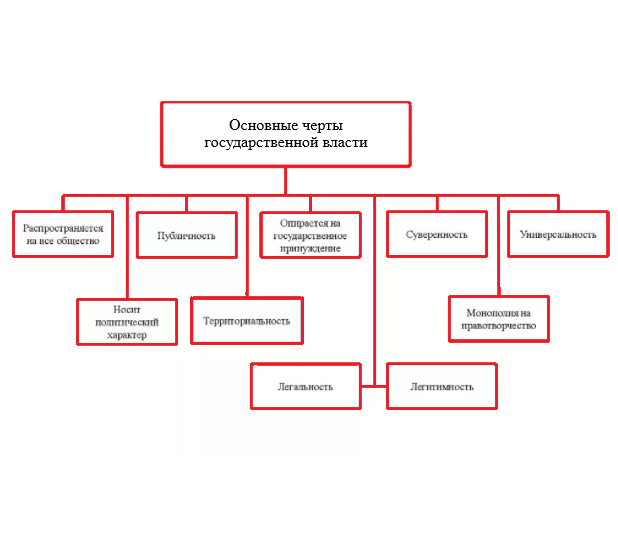 Основные черты
государственной власти
Распространяется
на все общество
Публичность
Опирается на
государственное
принуждение
Суверенность
Универсальность
Носит
политический
характер
Территориальность
Монополия на
правотворчество
Легальность
Легитимность